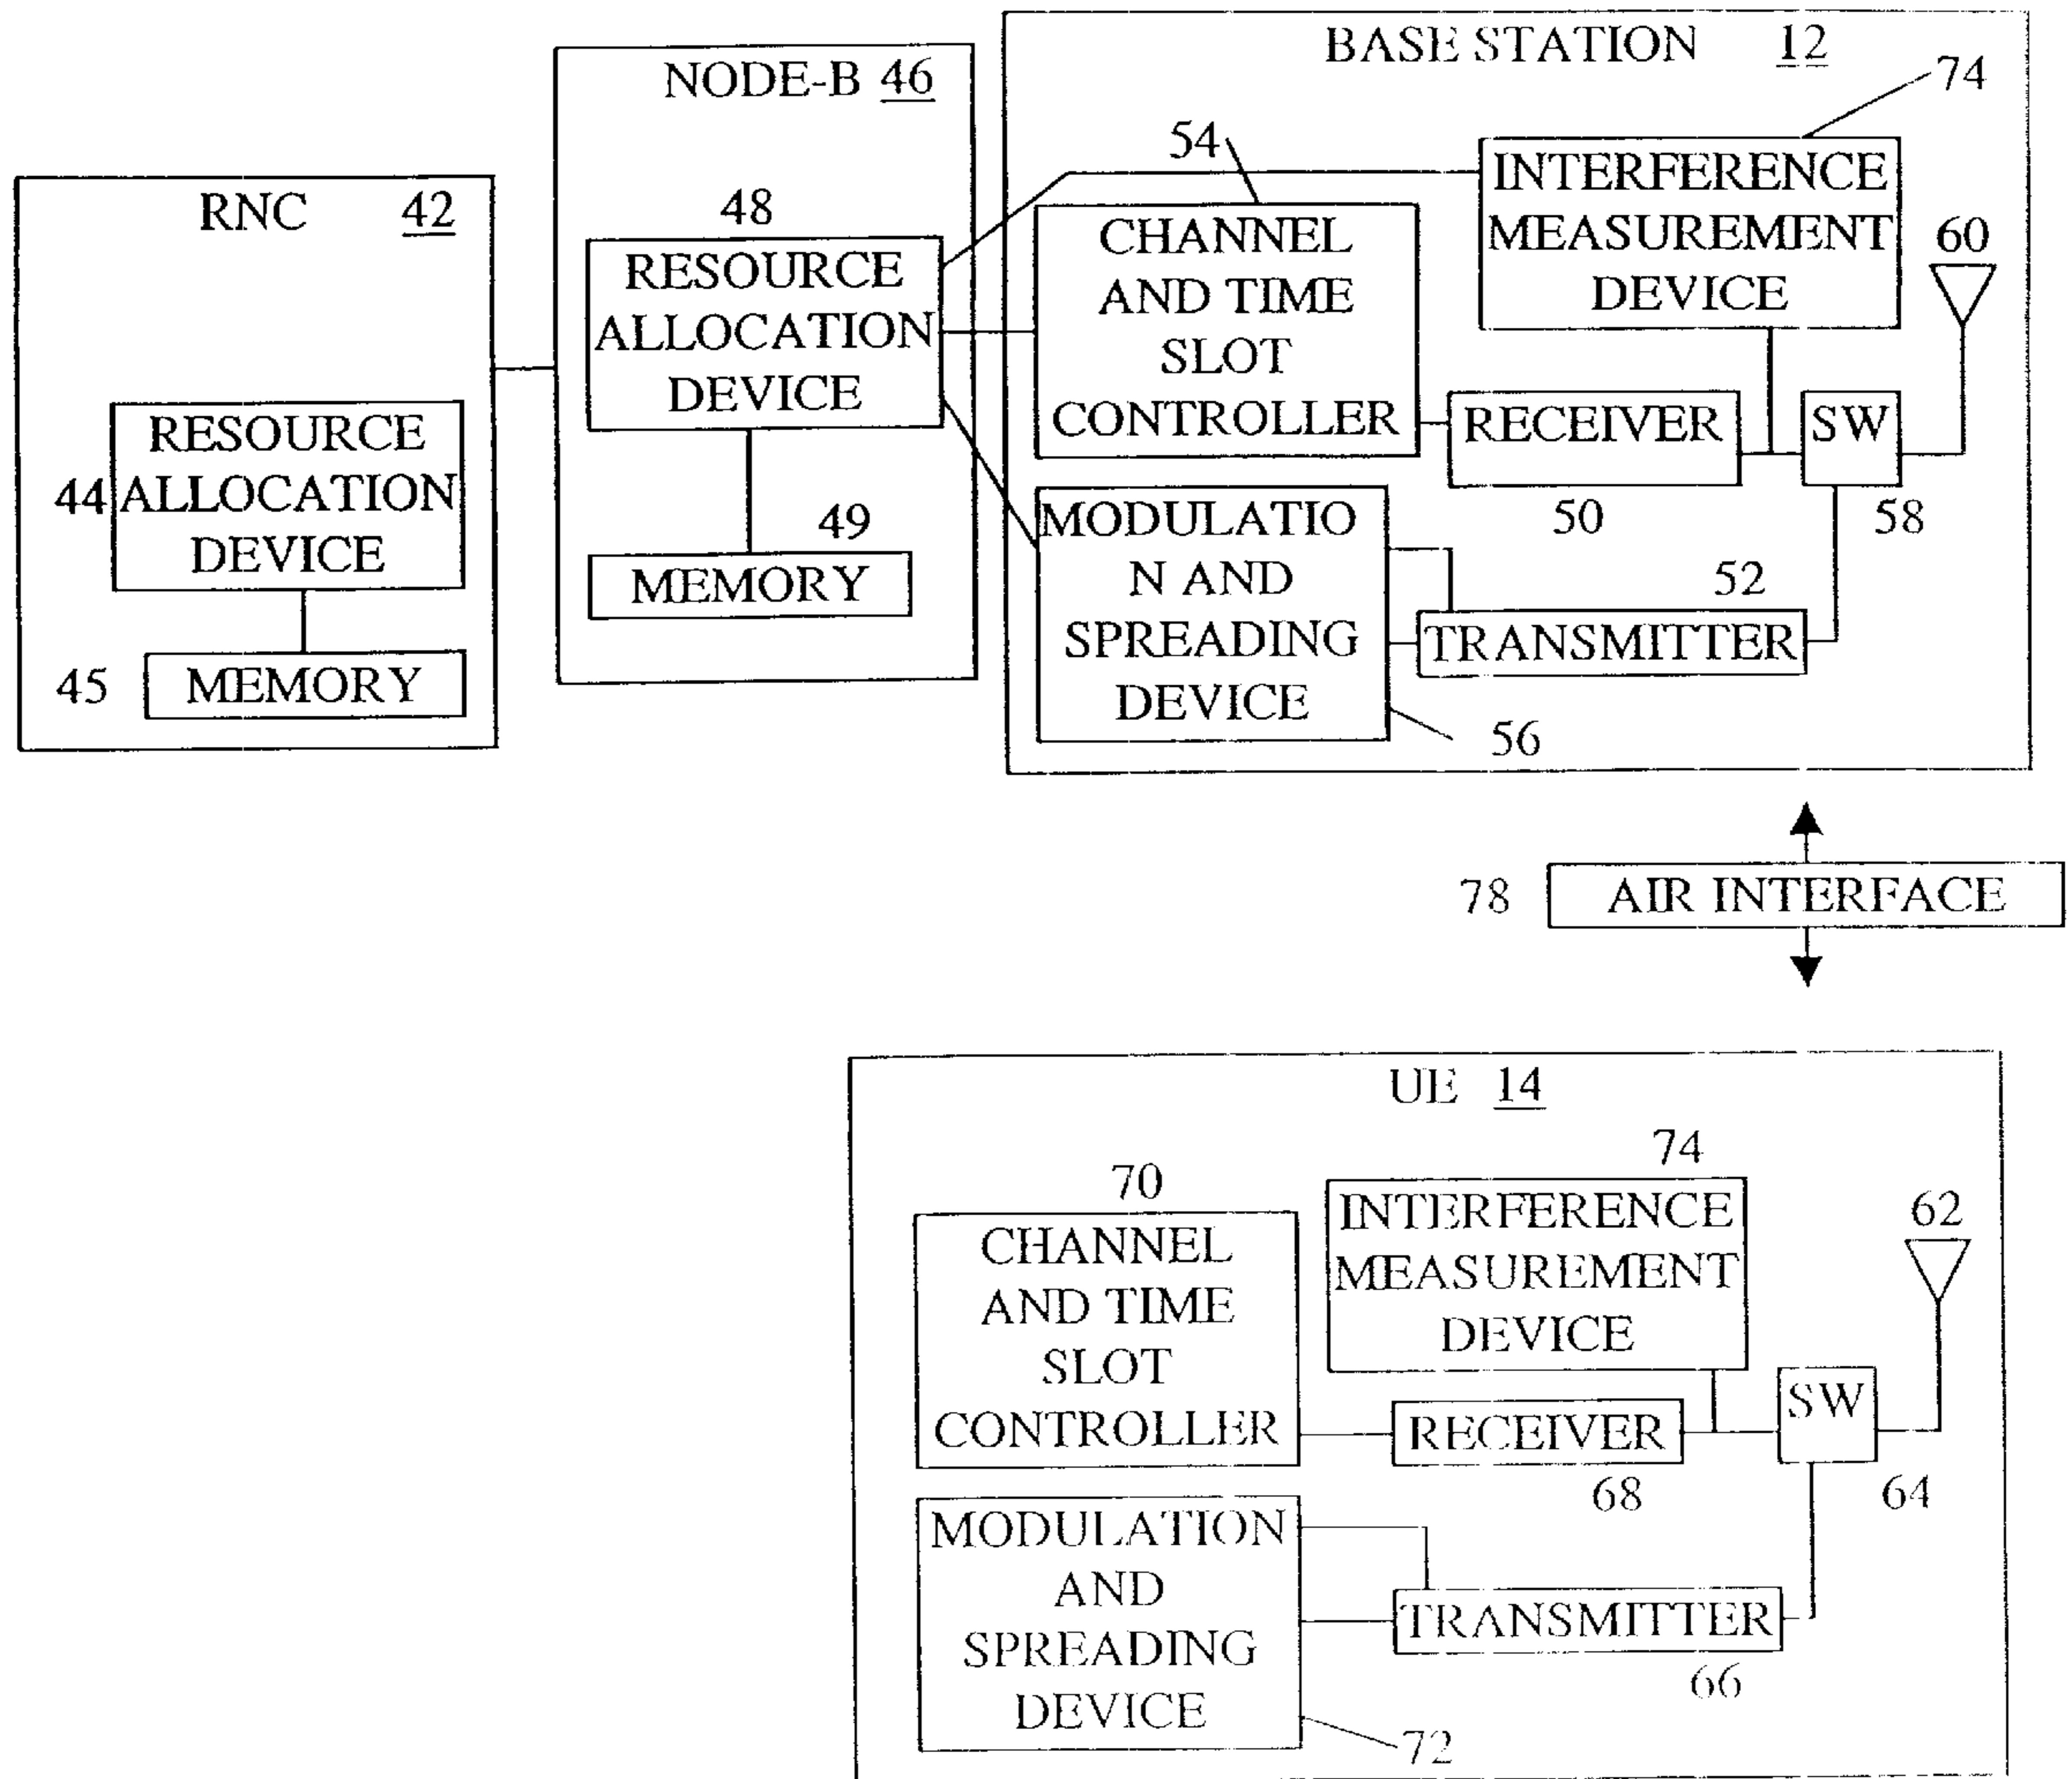 RNC 42
44
RESOURCE
ALLOCATION
DEVICE
45
MEMORY
NODE-B 46
48
RESOURCE
ALLOCATION
DEVICE
49
MEMORY
BASE STATION 12
74
INTERFERENCE
MEASUREMENT
DEVICE
54
CHANNEL
AND TIME
SLOT
CONTROLLER
60
RECEIVER
50
SW
58
MODULATIO
N AND
SPREADING
DEVICE
56
52
TRANSMITTER
78
AIR INTERFACE
UE 14
70
CHANNEL
AND TIME
SLOT
CONTROLLER
74
INTERFERENCE
MEASUREMENT
DEVICE
62
RECEIVER
68
SW
64
MODULATION
AND
SPREADING
DEVICE
72
TRANSMITTER
66